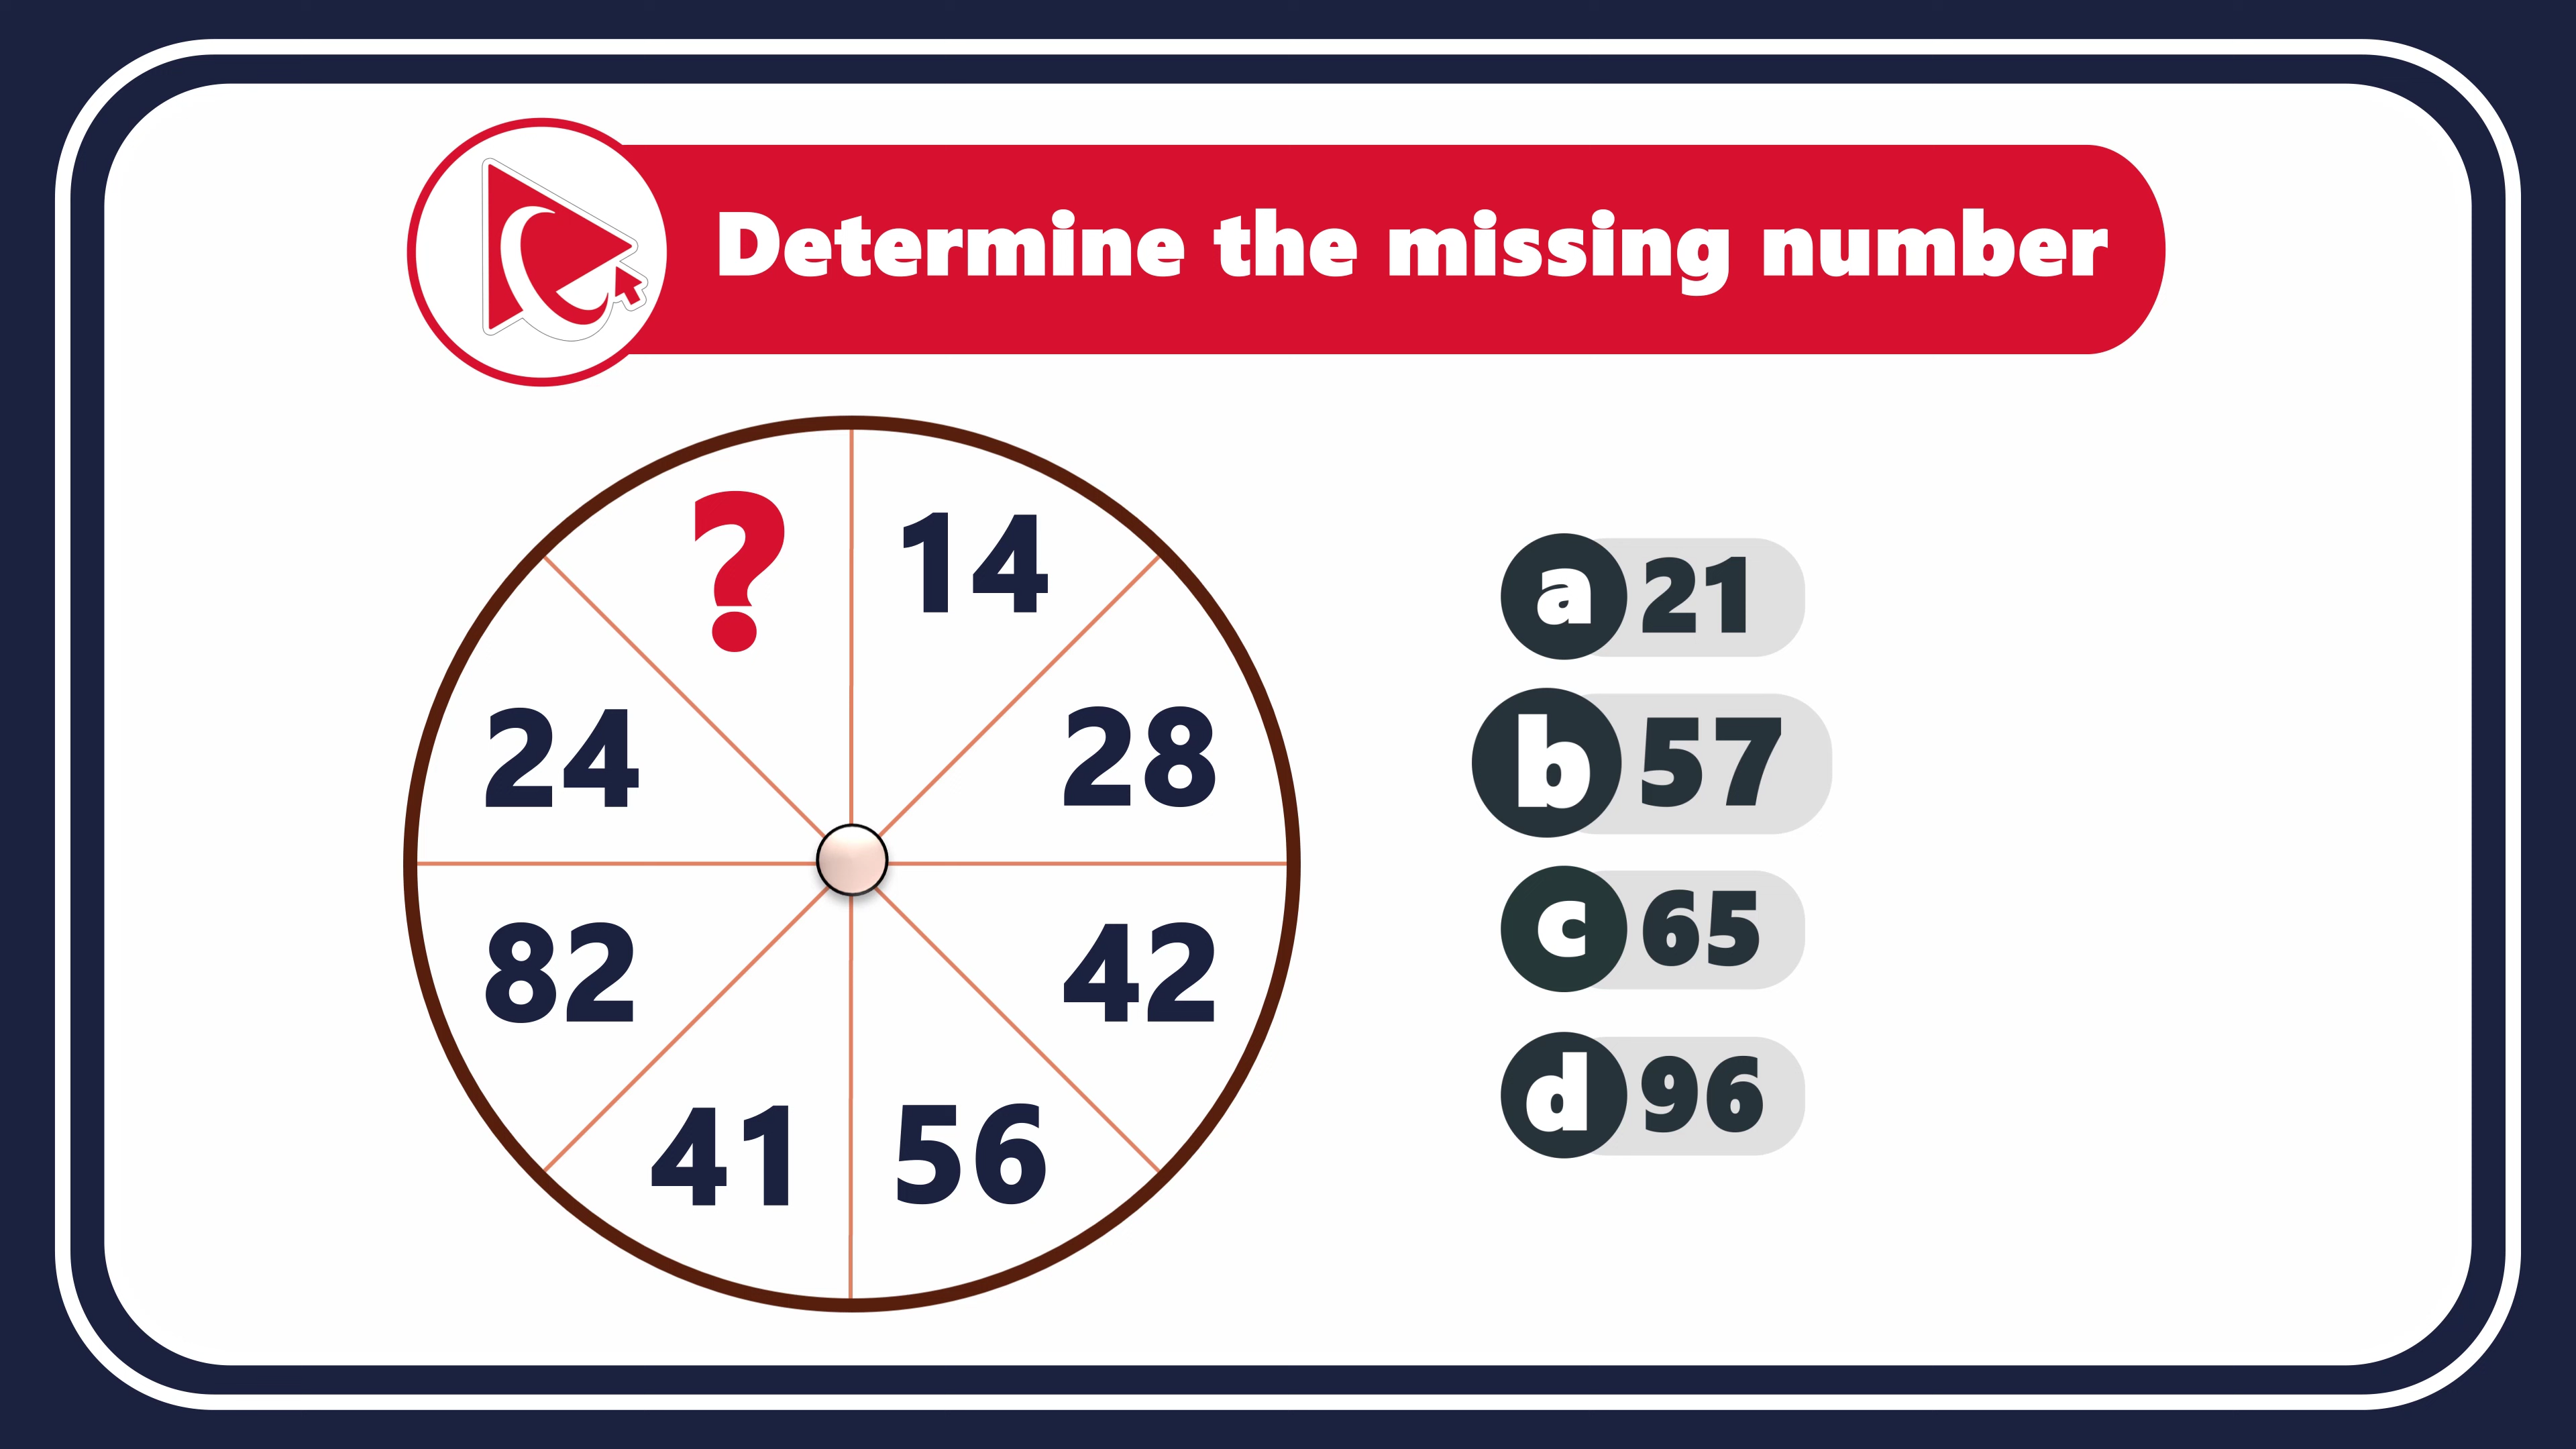 Determine the missing number
? 14
24 28
82 42
41 56
a 21
b 57
c 65
d 96